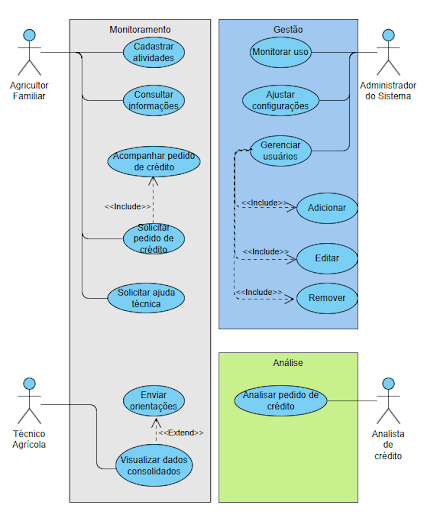 Monitoramento
Gestão
Cadastrar
atividades
Monitorar uso
Agricultor
Familiar
Administrador
do Sistema
Consultar
informações
Ajustar
configurações
Acompanhar pedido
de crédito
Gerenciar
usuários
<<Include>>
<<Include>>
Adicionar
Solicitar
pedido de
crédito
<<Include>>
Editar
Solicitar ajuda
técnica
<<Include>>
Remover
Análise
Enviar
orientações
Analisar pedido de
crédito
Técnico
Agrícola
<<Extend>>
Analista
de
crédito
Visualizar dados
consolidados